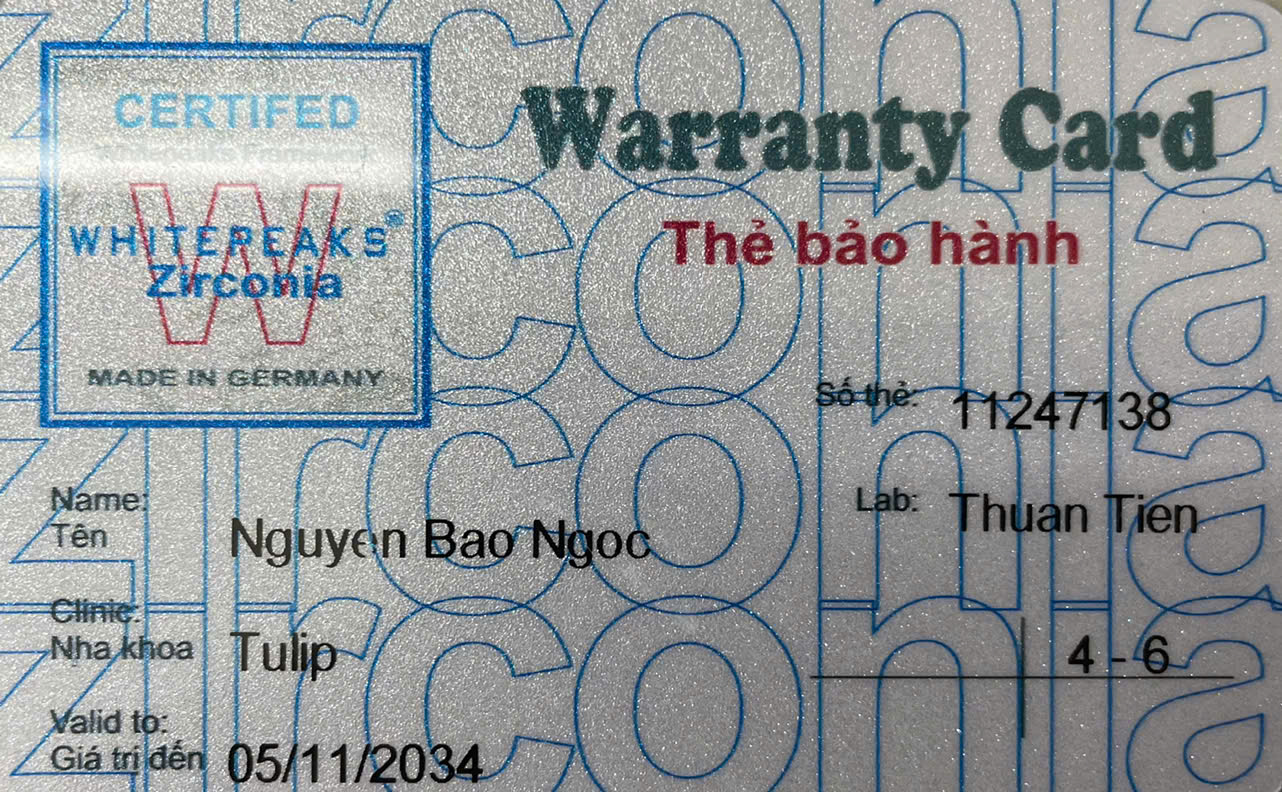 CERTIFED
WHITEPEAKS®
Zirconia
MADE IN GERMANY
Warranty Card
Thẻ bảo hành
Số thẻ: 11247138
Lab: Thuan Tien
4 - 6
Name:
Tên Nguyen Bao Ngoc
Clinic:
Nha khoa Tulip
Valid to:
Giá trị đến 05/11/2034
zirconia